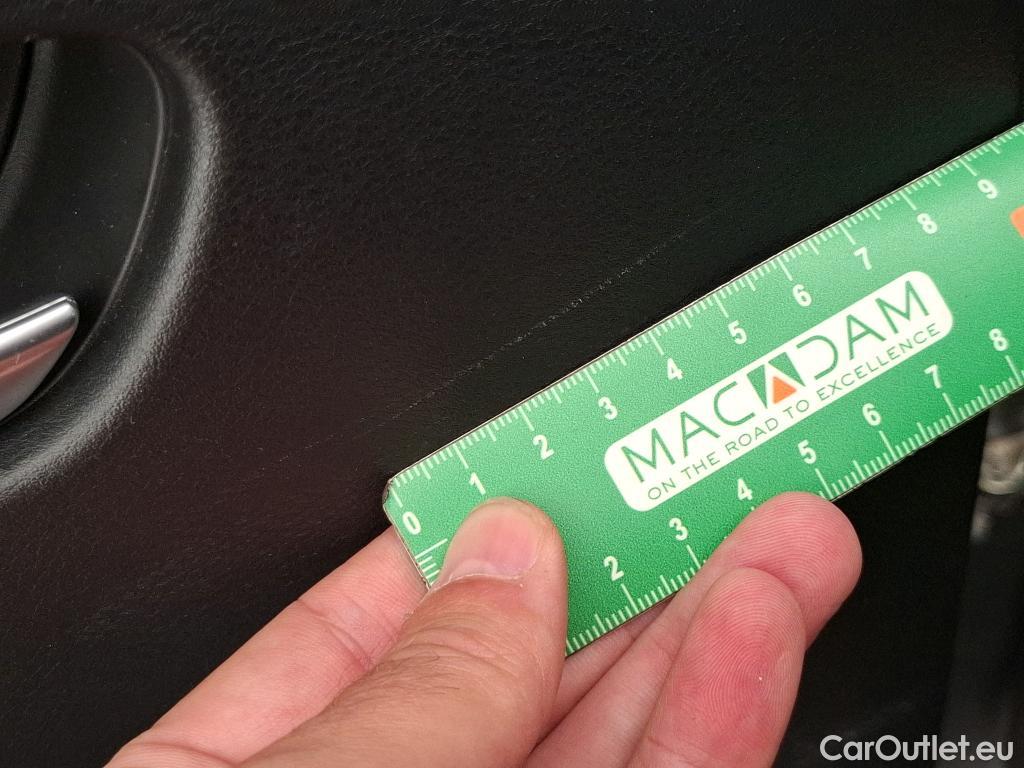 0 1 2 3 4 5 6 7 8 9
MACADAM
ON THE ROAD TO EXCELLENCE
2 3 4 5 6 7 8
CarOutlet.eu